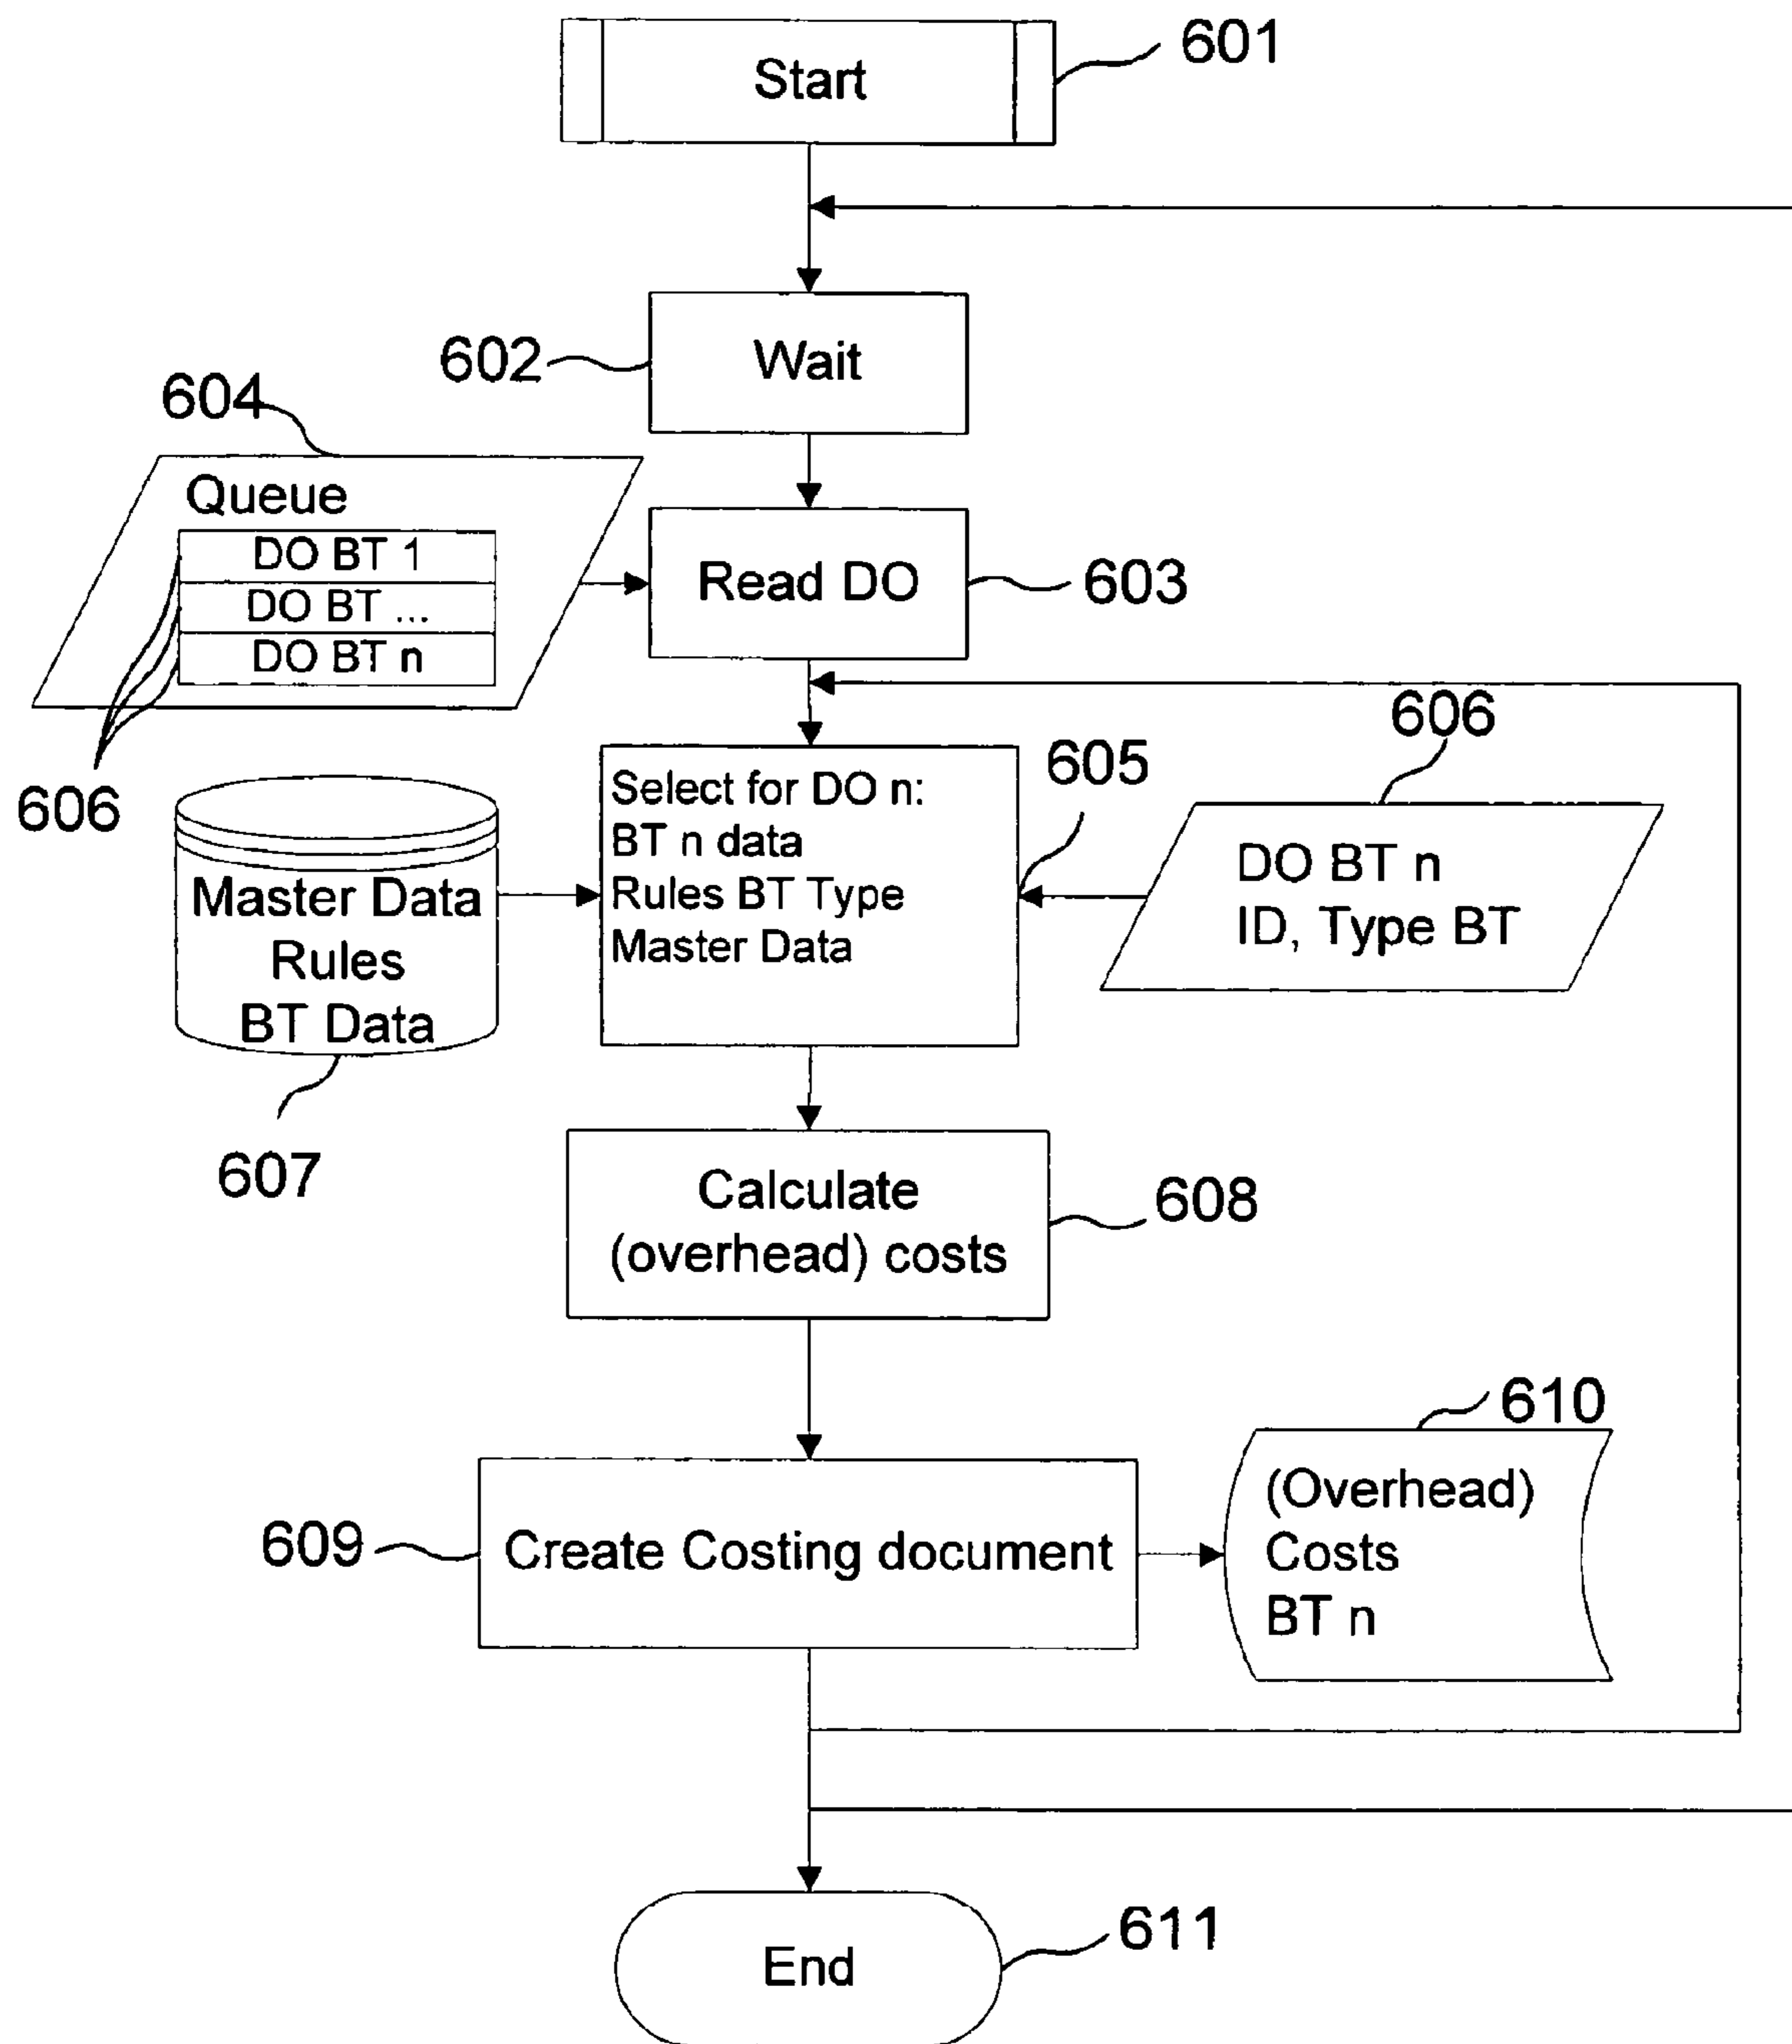 Start
601
602
Wait
604
Queue
DO BT 1
DO BT ...
DO BT n
Read DO
603
606
606
605
Select for DO n:
BT n data
Rules BT Type
Master Data
DO BT n
ID, Type BT
Master Data
Rules
BT Data
607
Calculate
(overhead) costs
608
610
609
Create Costing document
(Overhead)
Costs
BT n
End
611